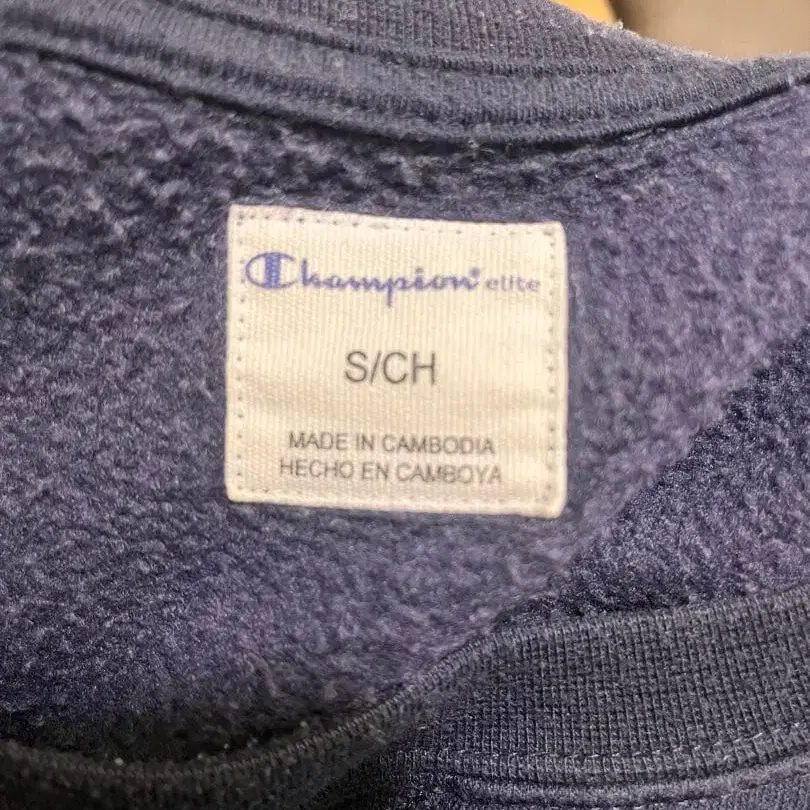 Champion® elite
S/CH
MADE IN CAMBODIA
HECHO EN CAMBOYA